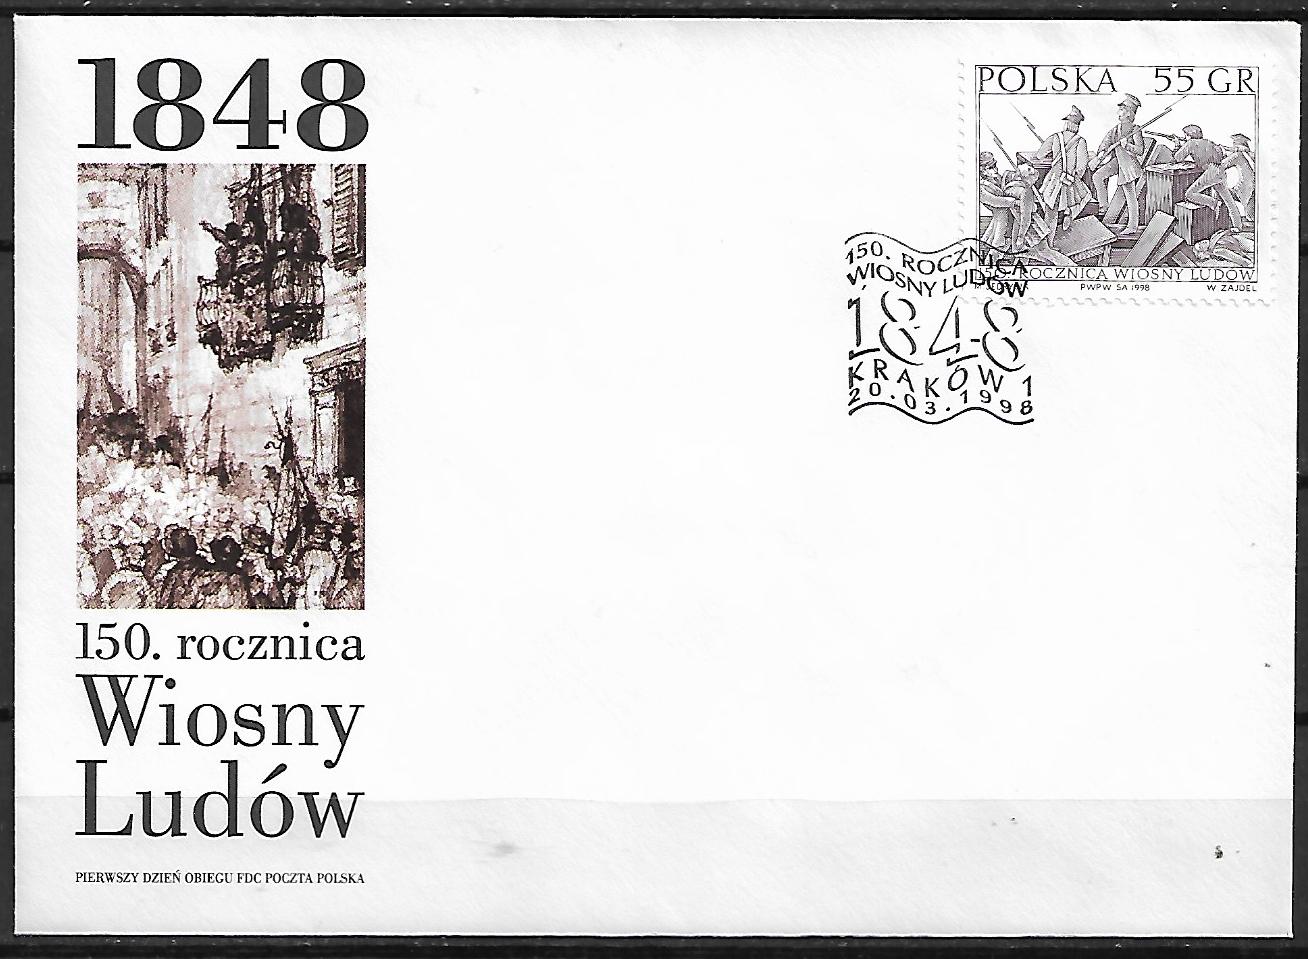 1848
150. rocznica
Wiosny
Ludów
PIERWSZY DZIEŃ OBIEGU FDC POCZTA POLSKA
POLSKA 55 GR
150. ROCZNICA WIOSNY LUDÓW
PWPW SA 1998 W ZAJDEL
150. ROCZNICA
WIOSNY LUDÓW
1848
KRAKÓW 1
20.03.1998